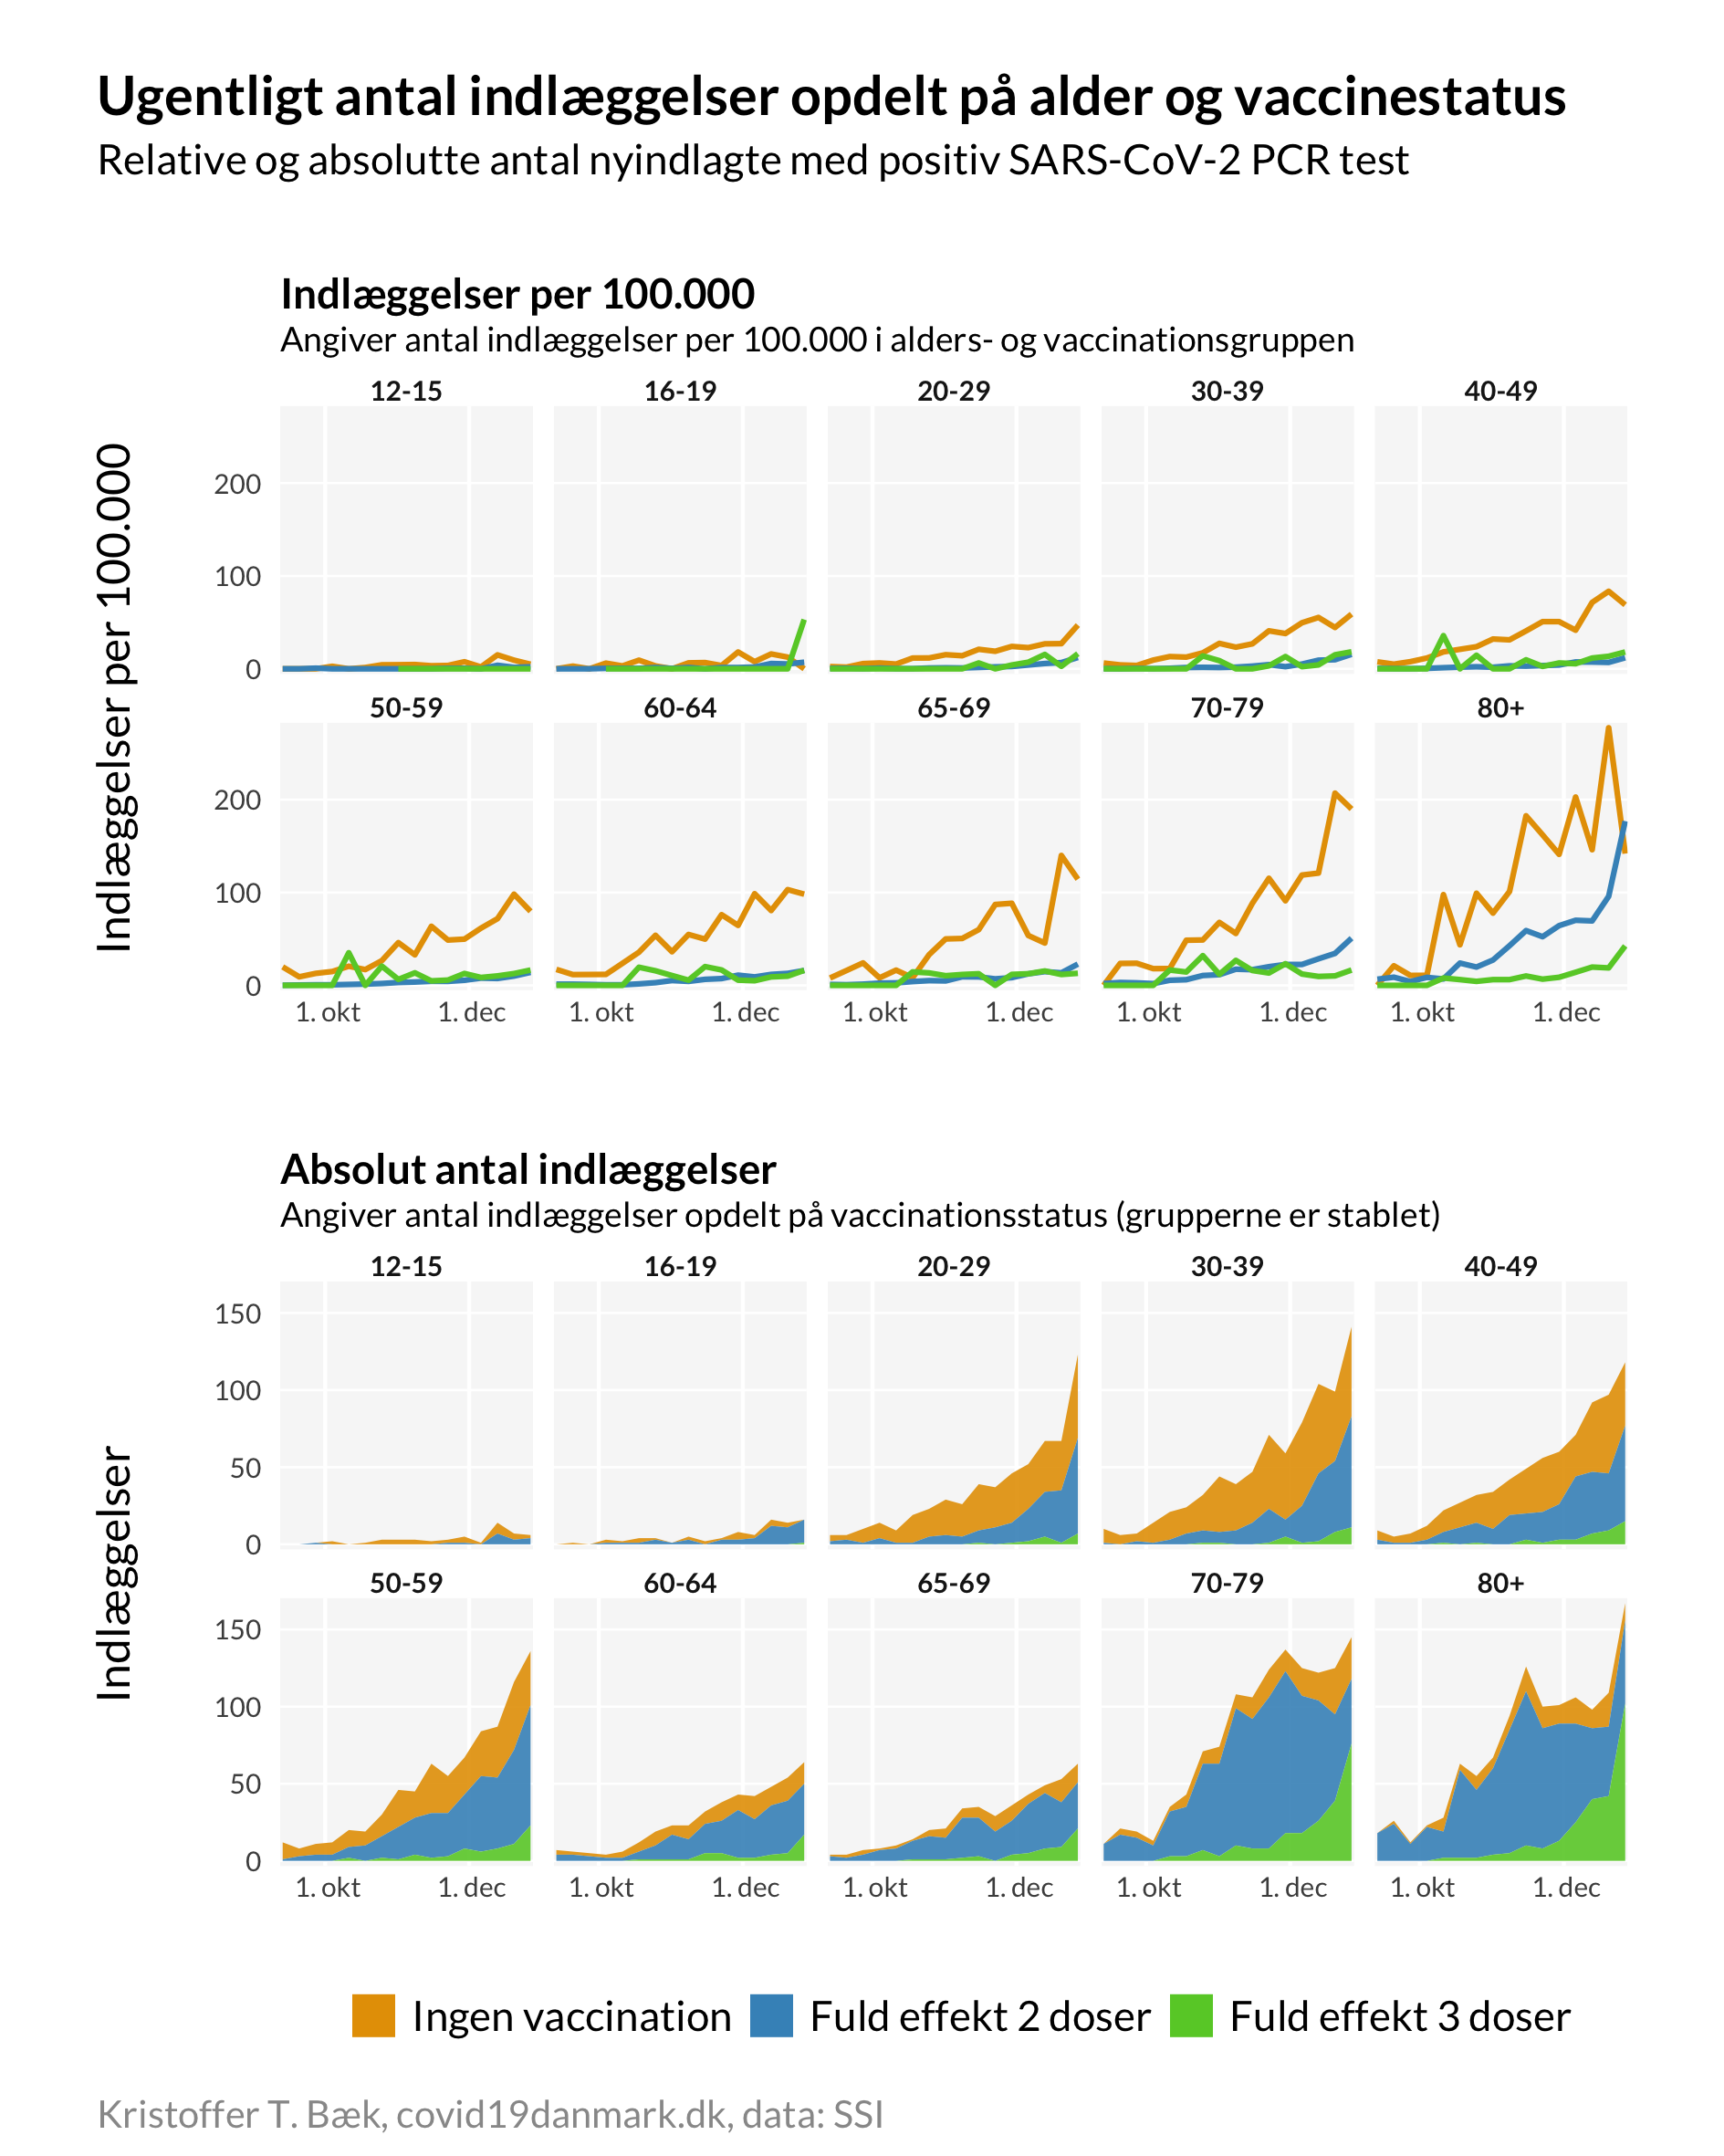 Ugentligt antal indlæggelser opdelt på alder og vaccinestatus
Relative og absolutte antal nyindlagte med positiv SARS-CoV-2 PCR test
Indlæggelser per 100.000
Angiver antal indlæggelser per 100.000 i alders- og vaccinationsgruppen
Indlæggelser per 100.000
12-15 16-19 20-29 30-39 40-49
200
100
0
50-59 60-64 65-69 70-79 80+
200
100
0
1. okt 1. dec 1. okt 1. dec 1. okt 1. dec 1. okt 1. dec 1. okt 1. dec
Absolut antal indlæggelser
Angiver antal indlæggelser opdelt på vaccinationsstatus (grupperne er stablet)
Indlæggelser
12-15 16-19 20-29 30-39 40-49
150
100
50
0
50-59 60-64 65-69 70-79 80+
150
100
50
0
1. okt 1. dec 1. okt 1. dec 1. okt 1. dec 1. okt 1. dec 1. okt 1. dec
Ingen vaccination Fuld effekt 2 doser Fuld effekt 3 doser
Kristoffer T. Bæk, covid19danmark.dk, data: SSI